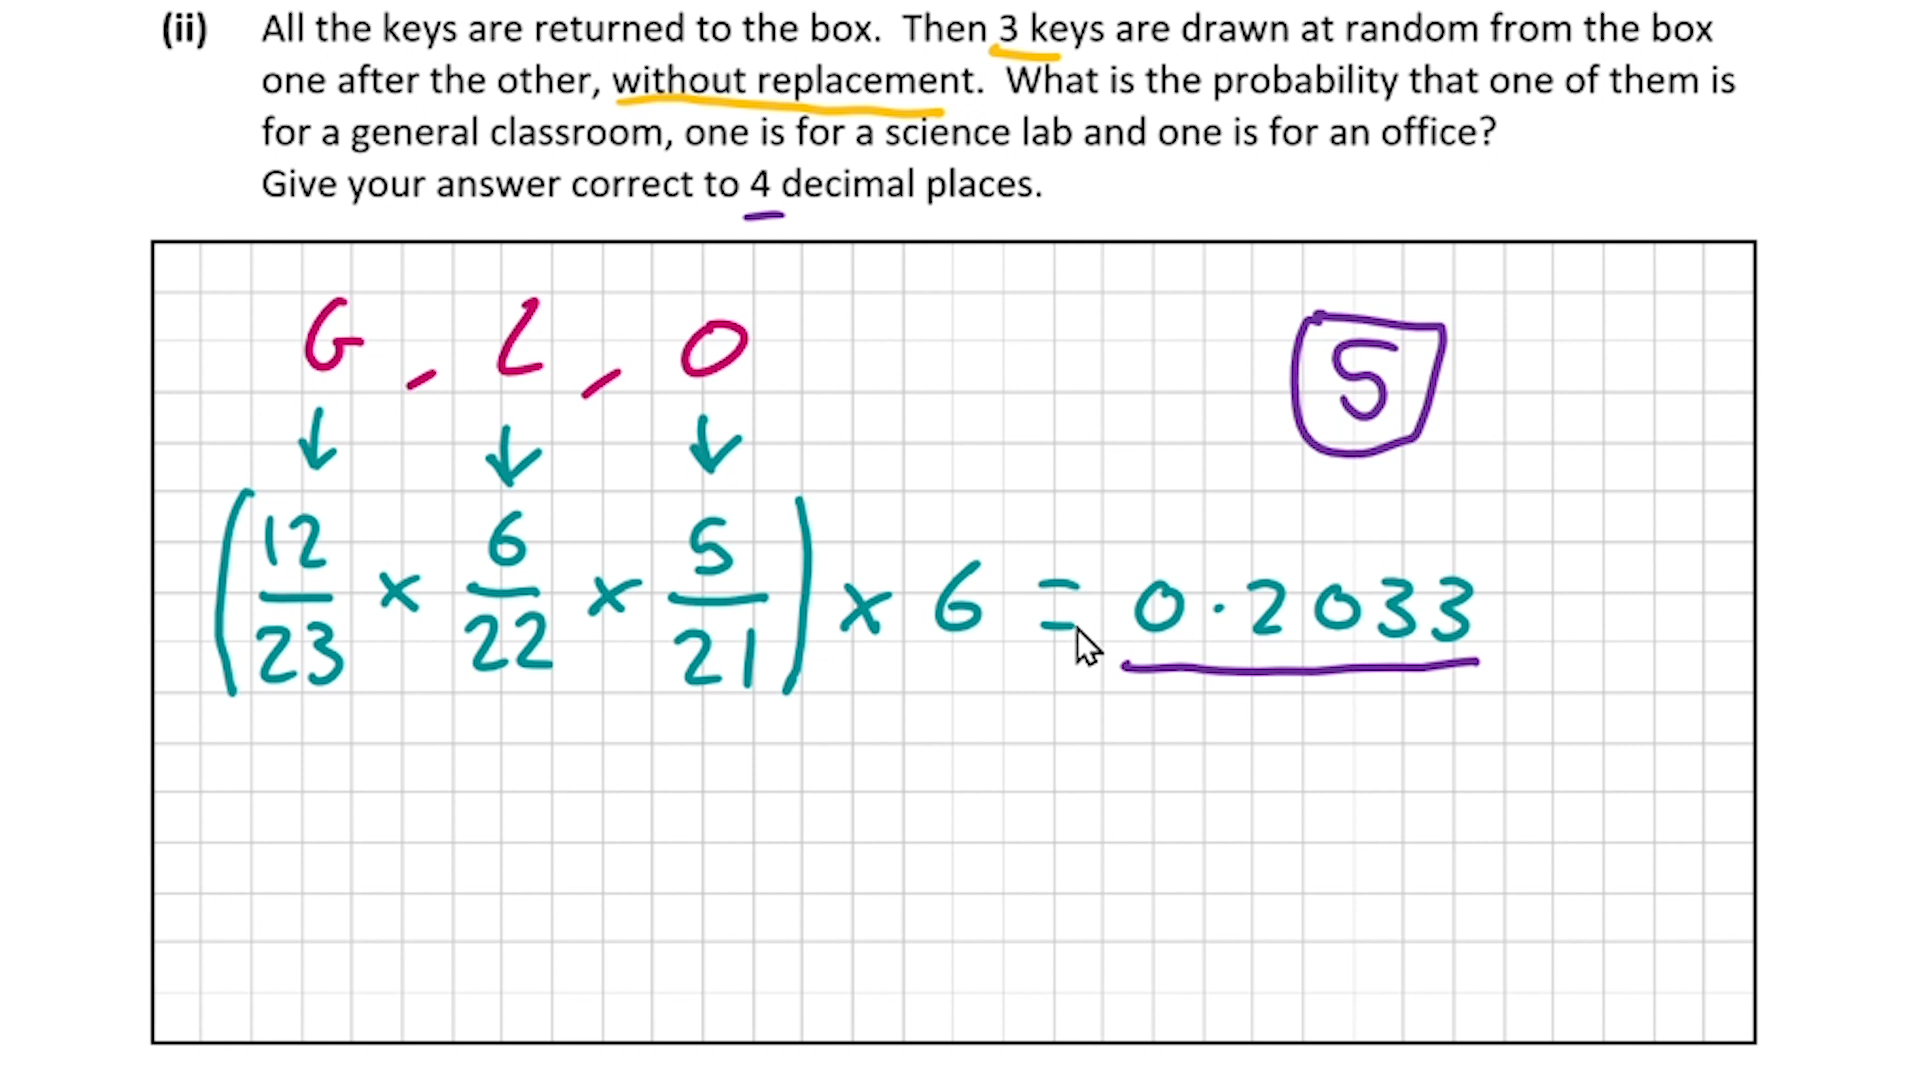 (ii) All the keys are returned to the box. Then 3 keys are drawn at random from the box
one after the other, without replacement. What is the probability that one of them is
for a general classroom, one is for a science lab and one is for an office?
Give your answer correct to 4 decimal places.
G, L, O
5
↓ ↓ ↓
(12/23 × 6/22 × 5/21) × 6 = 0.2033